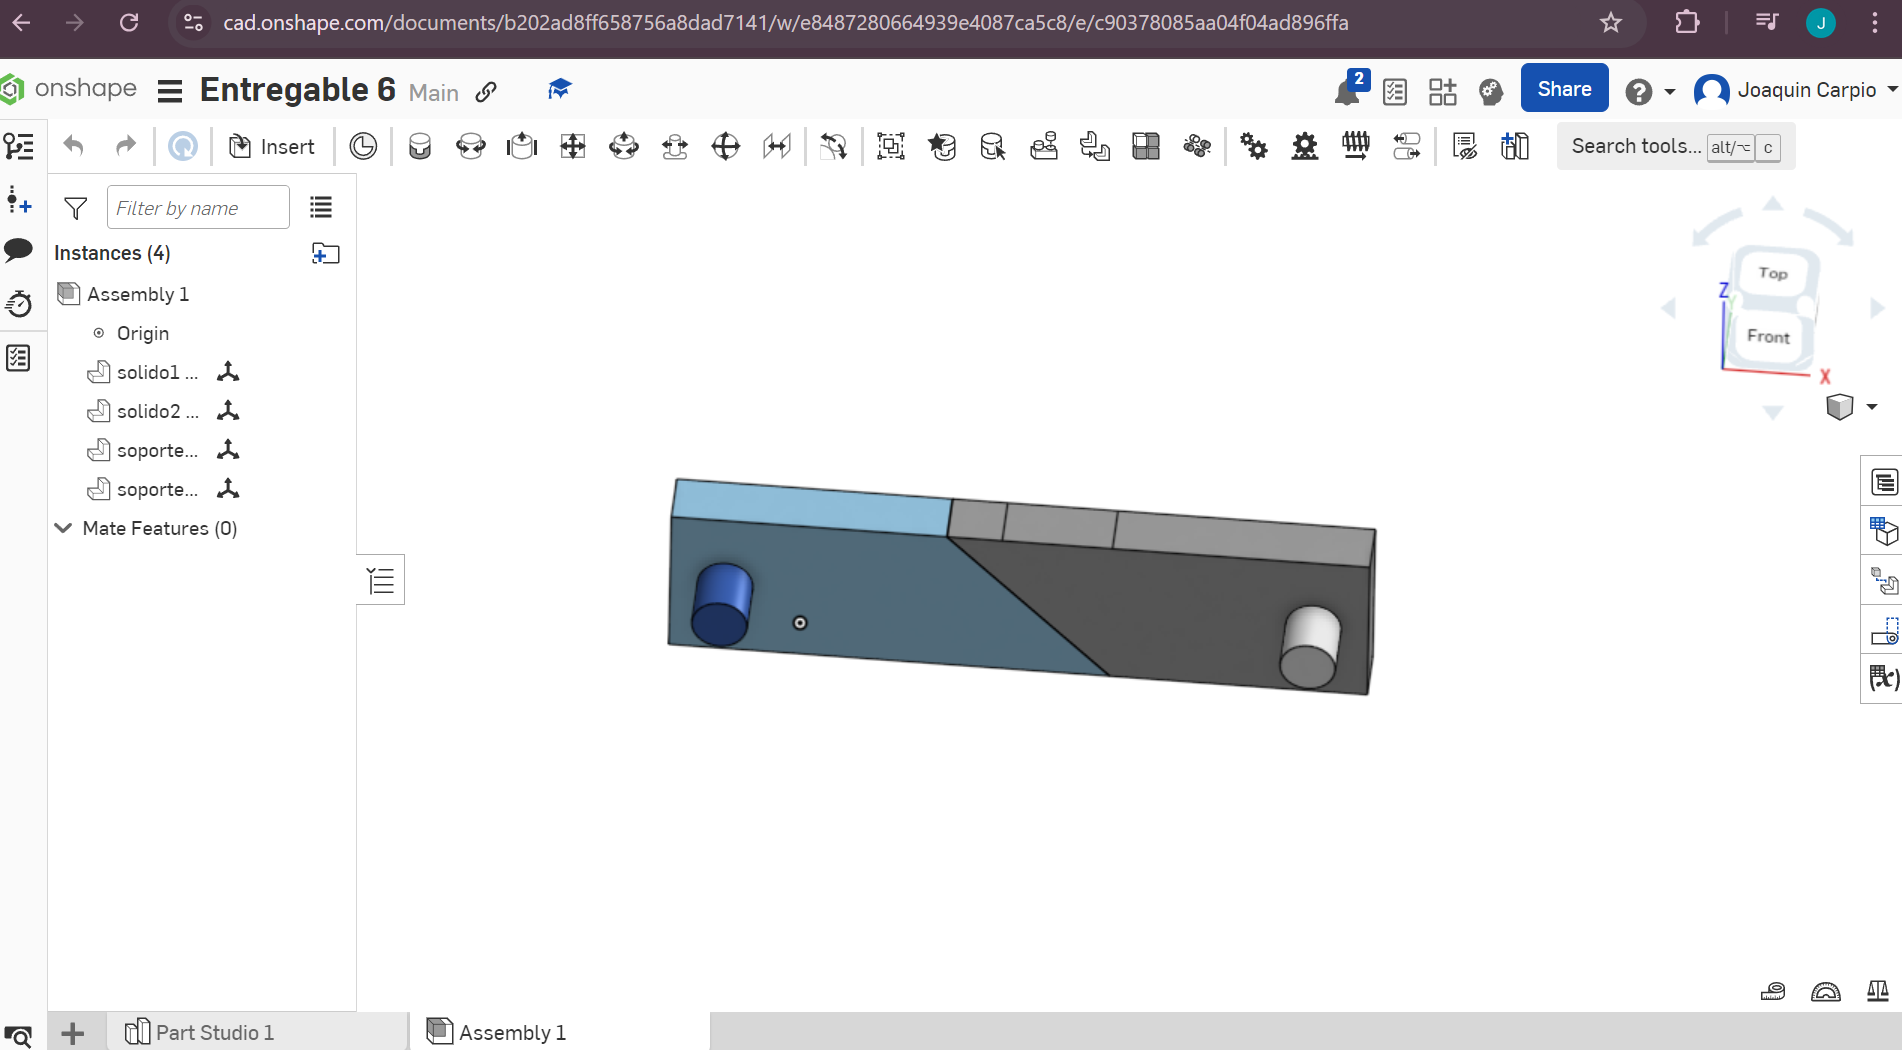 cad.onshape.com/documents/b202ad8ff658756a8dad7141/w/e8487280664939e4087ca5c8/e/c90378085aa04f04ad896ffa
J
onshape
Entregable 6 Main
2
Share
Joaquin Carpio
Insert
Search tools... alt/⌥ c
Filter by name
Instances (4)
Assembly 1
Origin
solido1 ...
solido2 ...
soporte...
soporte...
Mate Features (0)
Top
Z
Front
X
(x)
Part Studio 1
Assembly 1